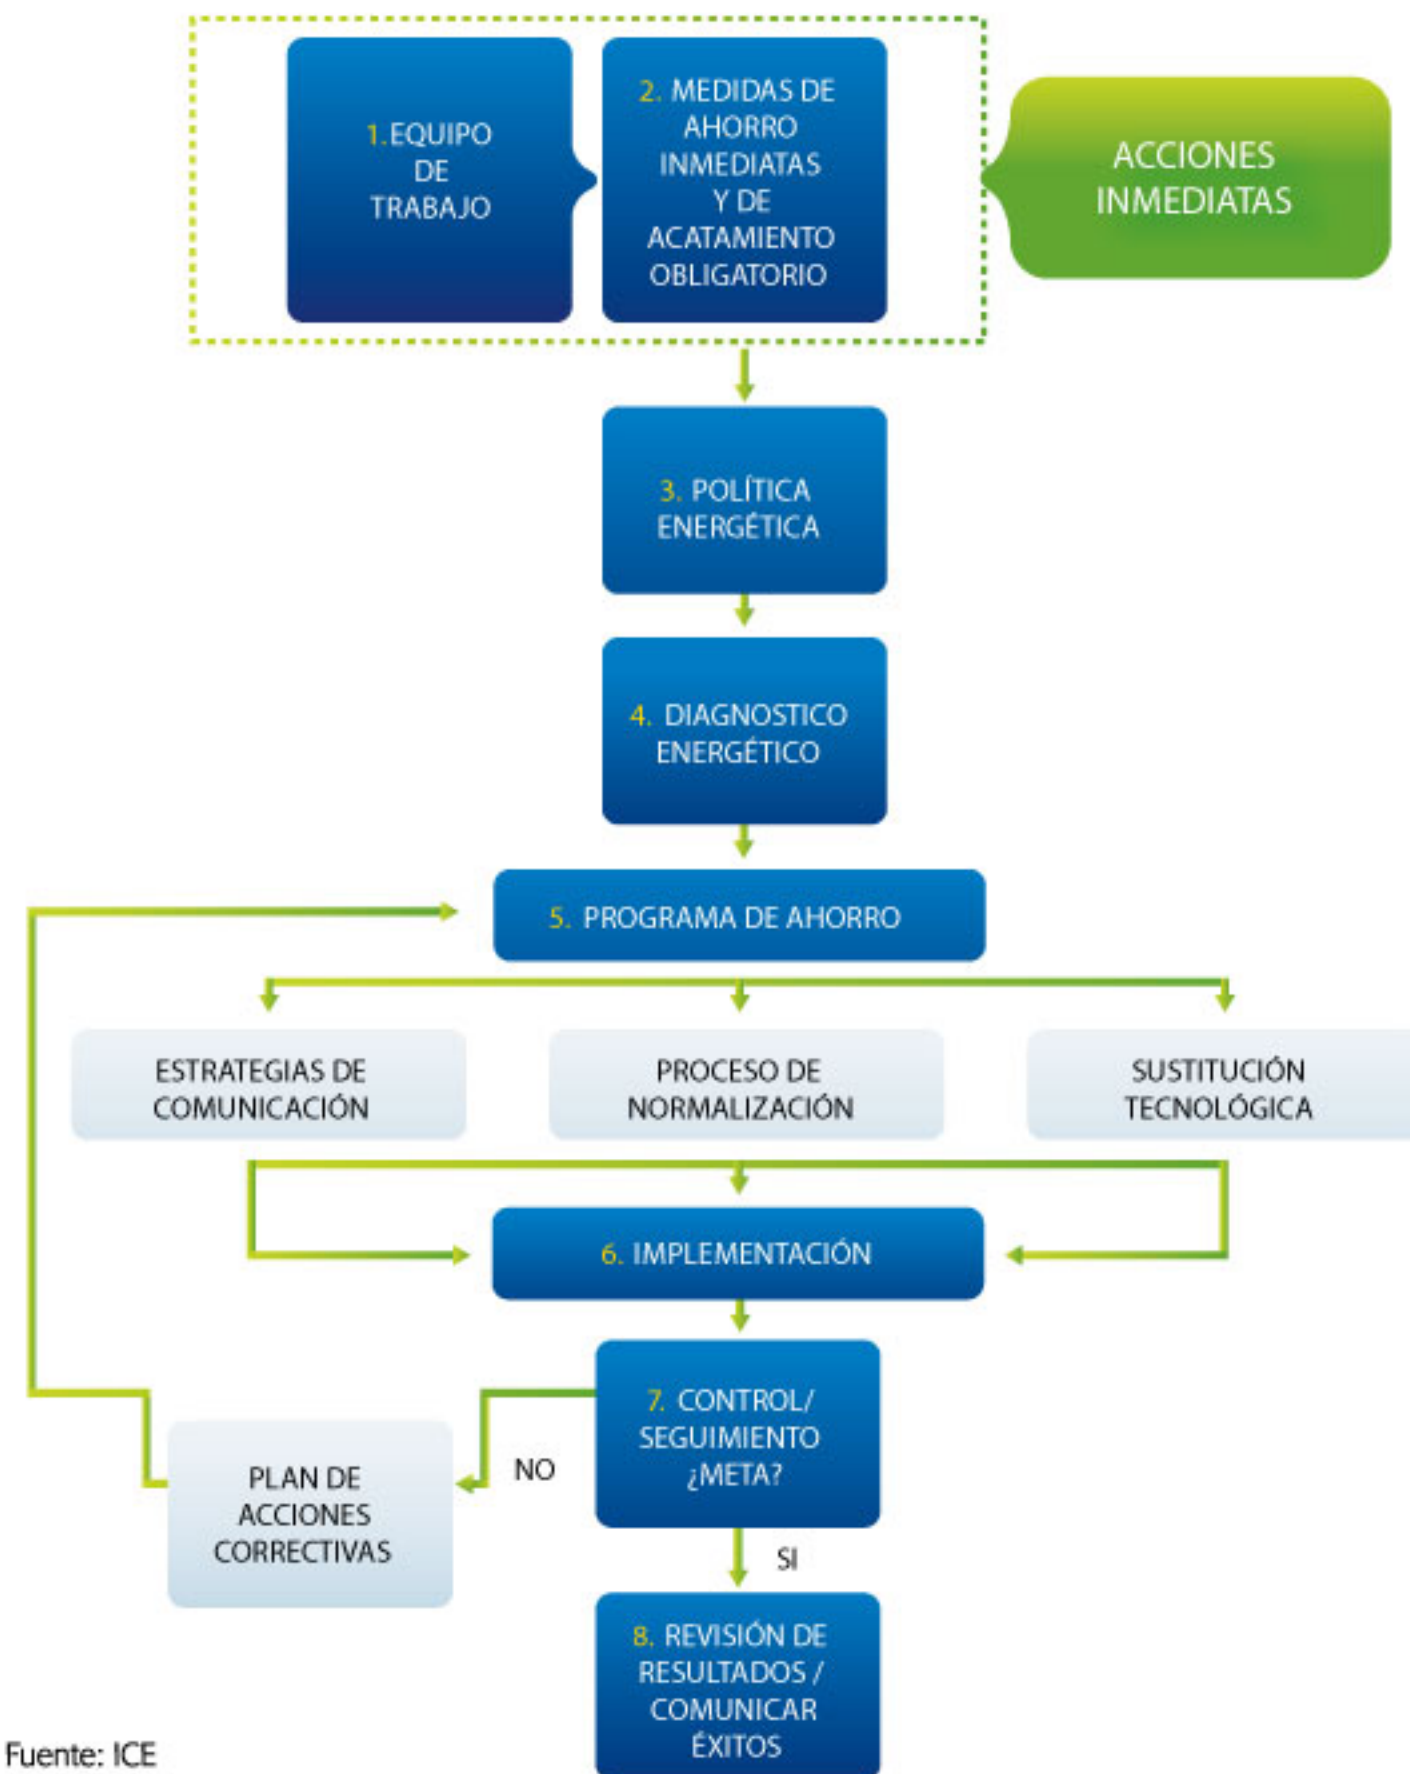 1.EQUIPO
DE
TRABAJO
2. MEDIDAS DE
AHORRO
INMEDIATAS
Y DE
ACATAMIENTO
OBLIGATORIO
ACCIONES
INMEDIATAS
3. POLÍTICA
ENERGÉTICA
4. DIAGNOSTICO
ENERGÉTICO
5. PROGRAMA DE AHORRO
ESTRATEGIAS DE
COMUNICACIÓN
PROCESO DE
NORMALIZACIÓN
SUSTITUCIÓN
TECNOLÓGICA
6. IMPLEMENTACIÓN
7. CONTROL/
SEGUIMIENTO
¿META?
NO
PLAN DE
ACCIONES
CORRECTIVAS
SI
8. REVISIÓN DE
RESULTADOS /
COMUNICAR
ÉXITOS
Fuente: ICE